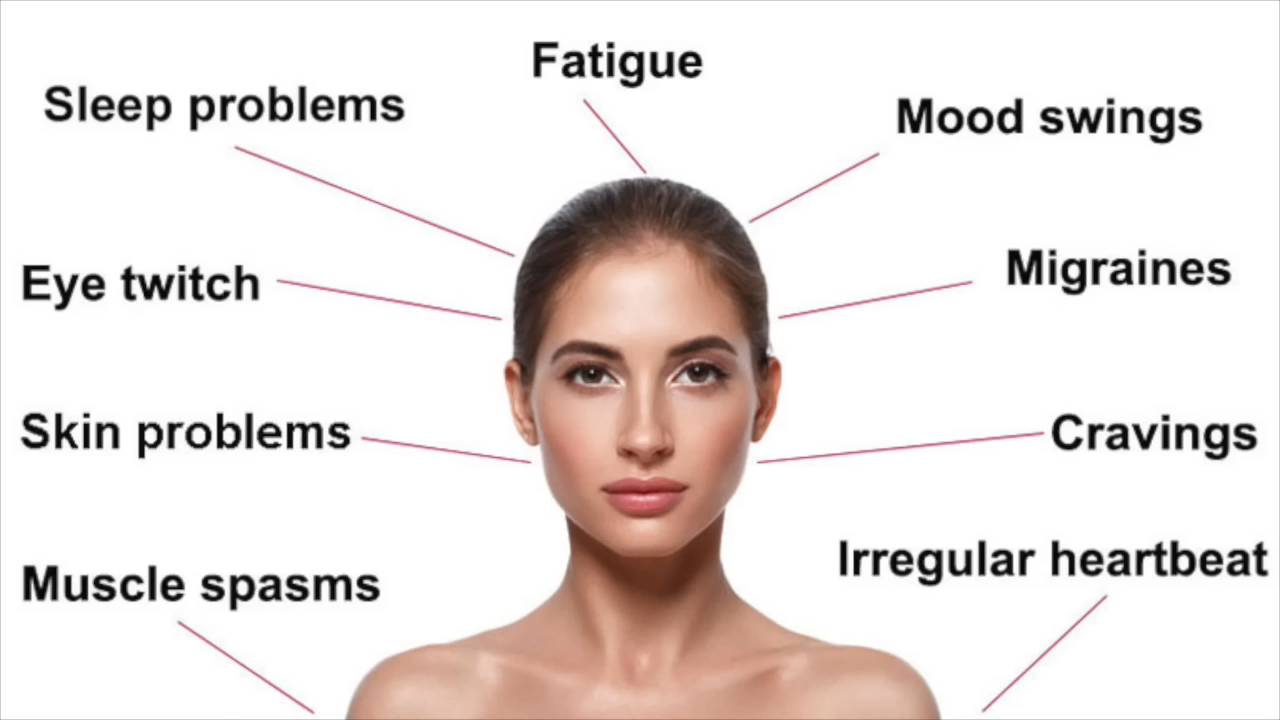 Fatigue
Sleep problems
Mood swings
Eye twitch
Migraines
Skin problems
Cravings
Muscle spasms
Irregular heartbeat